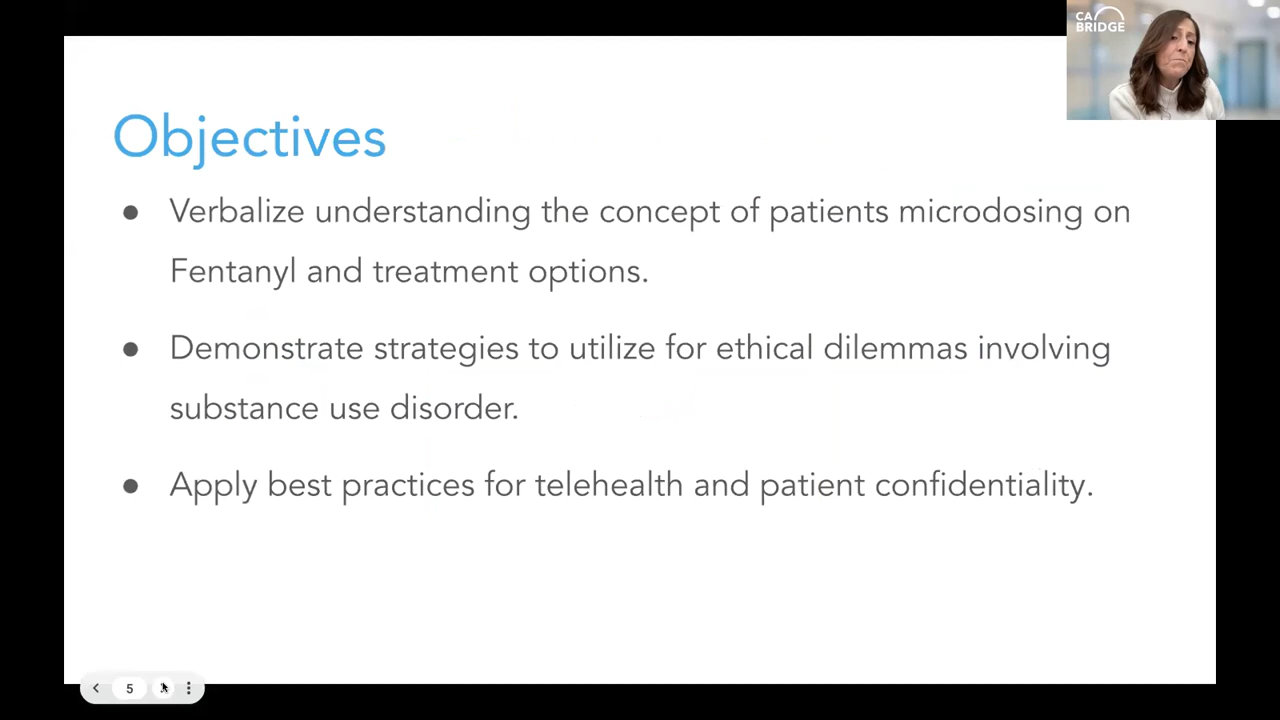 CA
BRIDGE
Objectives
● Verbalize understanding the concept of patients microdosing on
Fentanyl and treatment options.
● Demonstrate strategies to utilize for ethical dilemmas involving
substance use disorder.
● Apply best practices for telehealth and patient confidentiality.
5